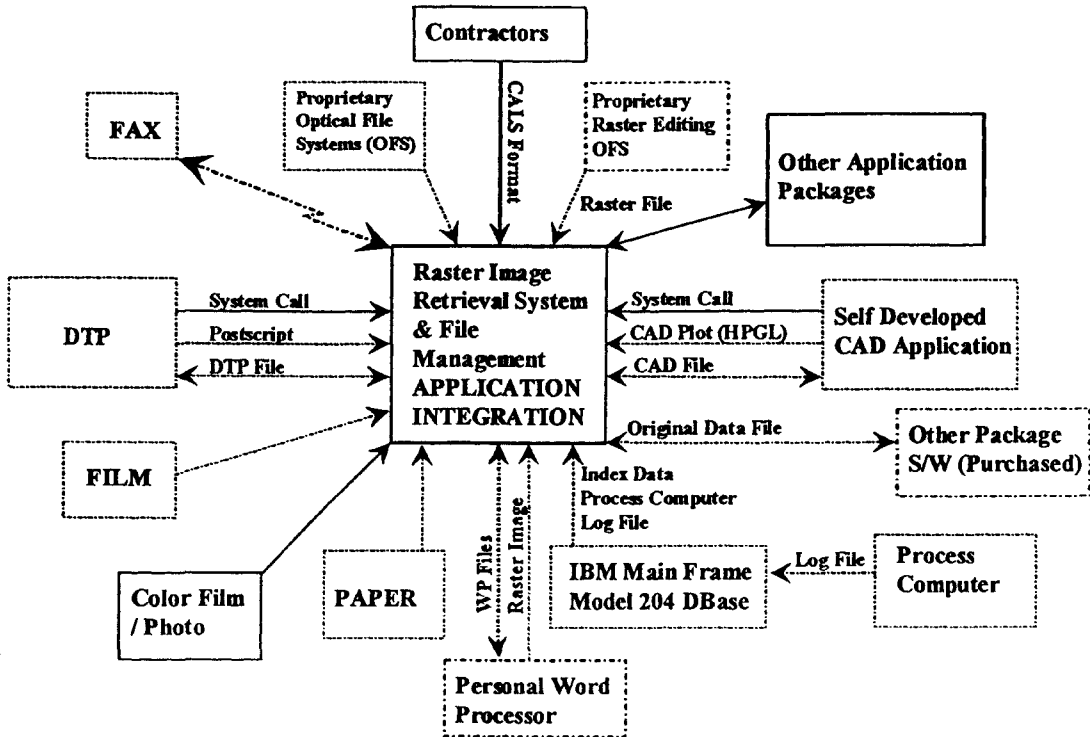 Contractors
CALS Format
FAX
Proprietary
Optical File
Systems (OFS)
Proprietary
Raster Editing
OFS
Raster File
Other Application
Packages
Raster Image
Retrieval System
& File
Management
APPLICATION
INTEGRATION
DTP
System Call
Postscript
DTP File
System Call
CAD Plot (HPGL)
CAD File
Self Developed
CAD Application
Original Data File
Other Package
S/W (Purchased)
FILM
Index Data
Process Computer
Log File
WP Files
Raster Image
Color Film
/ Photo
PAPER
IBM Main Frame
Model 204 DBase
Log File
Process
Computer
Personal Word
Processor